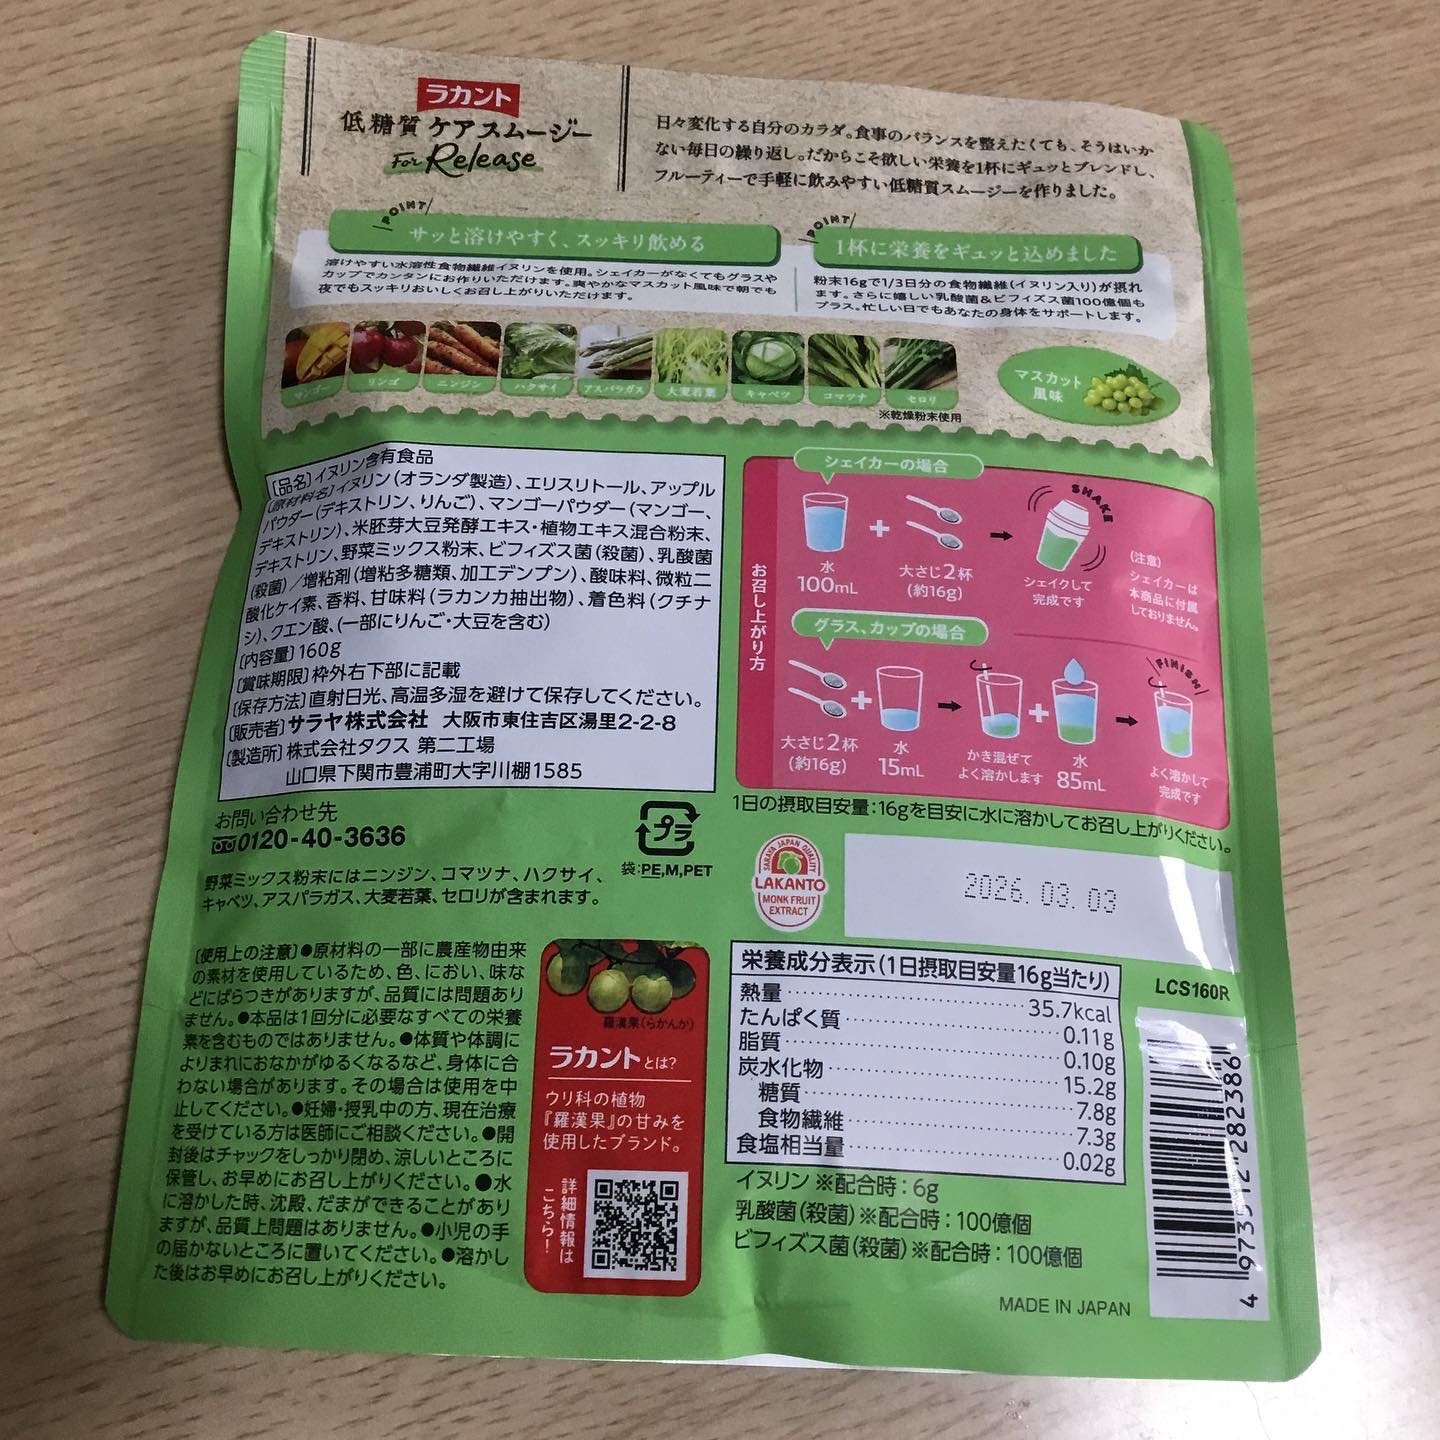 ラカント
低糖質 ケアスムージー
For Release
日々変化する自分のカラダ。食事のバランスを整えたくても、そうはいか
ない毎日の繰り返し。だからこそ欲しい栄養を1杯にギュッとブレンドし、
フルーティーで手軽に飲みやすい低糖質スムージーを作りました。
POINT
サッと溶けやすく、スッキリ飲める
溶けやすい水溶性食物繊維イヌリンを使用。シェイカーがなくてもグラスや
カップでカンタンにお作りいただけます。爽やかなマスカット風味で朝でも
夜でもスッキリおいしくお召し上がりいただけます。
POINT
1杯に栄養をギュッと込めました
粉末16gで1/3日分の食物繊維(イヌリン入り)が摂れ
ます。さらに嬉しい乳酸菌&ビフィズス菌100億個も
プラス。忙しい日でもあなたの身体をサポートします。
マンゴー リンゴ ニンジン ハクサイ アスパラガス 大麦若葉 キャベツ コマツナ セロリ
※乾燥粉末使用
マスカット
風味
〔品名〕イヌリン含有食品
〔原材料名〕イヌリン(オランダ製造)、エリスリトール、アップル
パウダー(デキストリン、りんご)、マンゴーパウダー(マンゴー、
デキストリン)、米胚芽大豆発酵エキス・植物エキス混合粉末、
デキストリン、野菜ミックス粉末、ビフィズス菌(殺菌)、乳酸菌
(殺菌)/増粘剤(増粘多糖類、加工デンプン)、酸味料、微粒二
酸化ケイ素、香料、甘味料(ラカンカ抽出物)、着色料(クチナ
シ)、クエン酸、(一部にりんご・大豆を含む)
〔内容量〕160g
〔賞味期限〕枠外右下部に記載
〔保存方法〕直射日光、高温多湿を避けて保存してください。
〔販売者〕サラヤ株式会社 大阪市東住吉区湯里2-2-8
〔製造所〕株式会社タクス 第二工場
山口県下関市豊浦町大字川棚1585
お召し上がり方
シェイカーの場合
水
100mL
+
大さじ2杯
(約16g)
SHAKE
シェイクして
完成です
(注意)
シェイカーは
本商品に付属
しておりません。
グラス、カップの場合
大さじ2杯
(約16g)
+
水
15mL
かき混ぜて
よく溶かします
+
水
85mL
FINISH
よく溶かして
完成です
1日の摂取目安量:16gを目安に水に溶かしてお召し上がりください。
お問い合わせ先
0120-40-3636
プラ
袋:PE,M,PET
野菜ミックス粉末にはニンジン、コマツナ、ハクサイ、
キャベツ、アスパラガス、大麦若葉、セロリが含まれます。
SARAYA JAPAN QUALITY
LAKANTO
MONK FRUIT
EXTRACT
2026. 03. 03
〔使用上の注意〕●原材料の一部に農産物由来
の素材を使用しているため、色、におい、味な
どにばらつきがありますが、品質には問題あり
ません。●本品は1回分に必要なすべての栄養
素を含むものではありません。●体質や体調に
よりまれにおなかがゆるくなるなど、身体に合
わない場合があります。その場合は使用を中
止してください。●妊婦・授乳中の方、現在治療
を受けている方は医師にご相談ください。●開
封後はチャックをしっかり閉め、涼しいところに
保管し、お早めにお召し上がりください。●水
に溶かした時、沈殿、だまができることがあり
ますが、品質上問題はありません。●小児の手
の届かないところに置いてください。●溶かし
た後はお早めにお召し上がりください。
羅漢果(らかんか)
ラカントとは?
ウリ科の植物
『羅漢果』の甘みを
使用したブランド。
詳細情報は
こちら!
栄養成分表示(1日摂取目安量16g当たり)
熱量 35.7kcal
たんぱく質 0.11g
脂質 0.10g
炭水化物 15.2g
糖質 7.8g
食物繊維 7.3g
食塩相当量 0.02g
イヌリン ※配合時:6g
乳酸菌(殺菌)※配合時:100億個
ビフィズス菌(殺菌)※配合時:100億個
MADE IN JAPAN
LCS160R
4 973512 282386